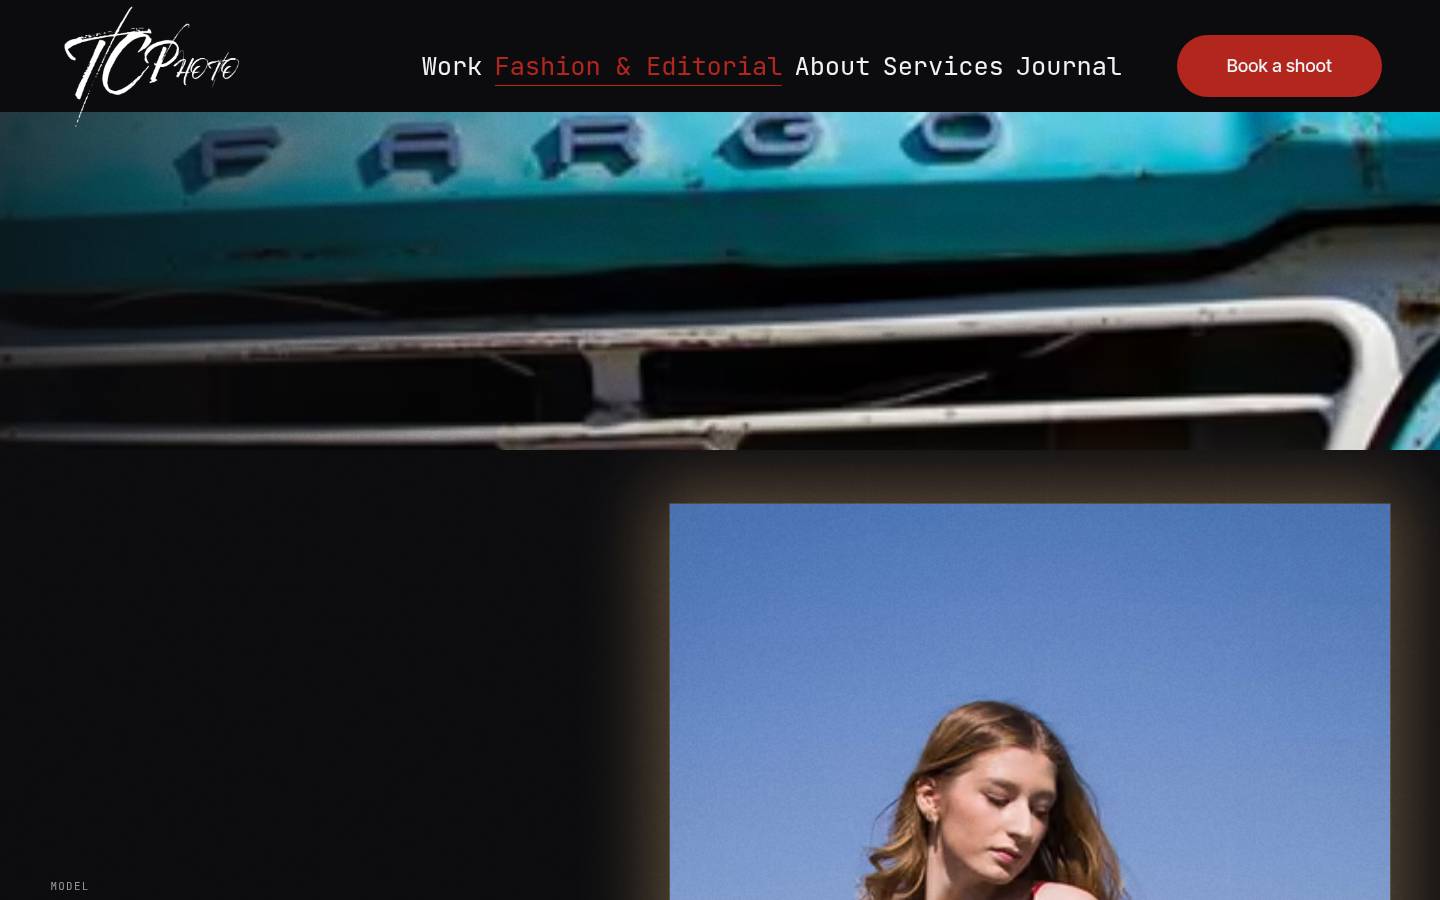 TCPHOTO
Work Fashion & Editorial About Services Journal
Book a shoot
FARGO
MODEL